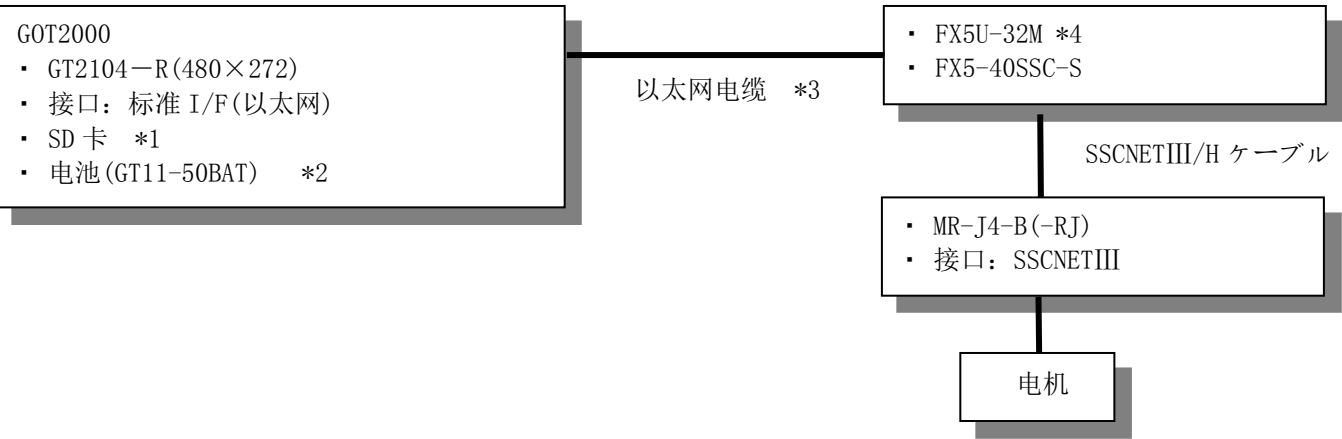 GOT2000
・ GT2104－R(480×272)
・ 接口：标准 I/F(以太网)
・ SD 卡 *1
・ 电池(GT11-50BAT) *2
以太网电缆 *3
・ FX5U-32M *4
・ FX5-40SSC-S
SSCNETⅢ/H ケーブル
・ MR-J4-B(-RJ)
・ 接口：SSCNETⅢ
电机